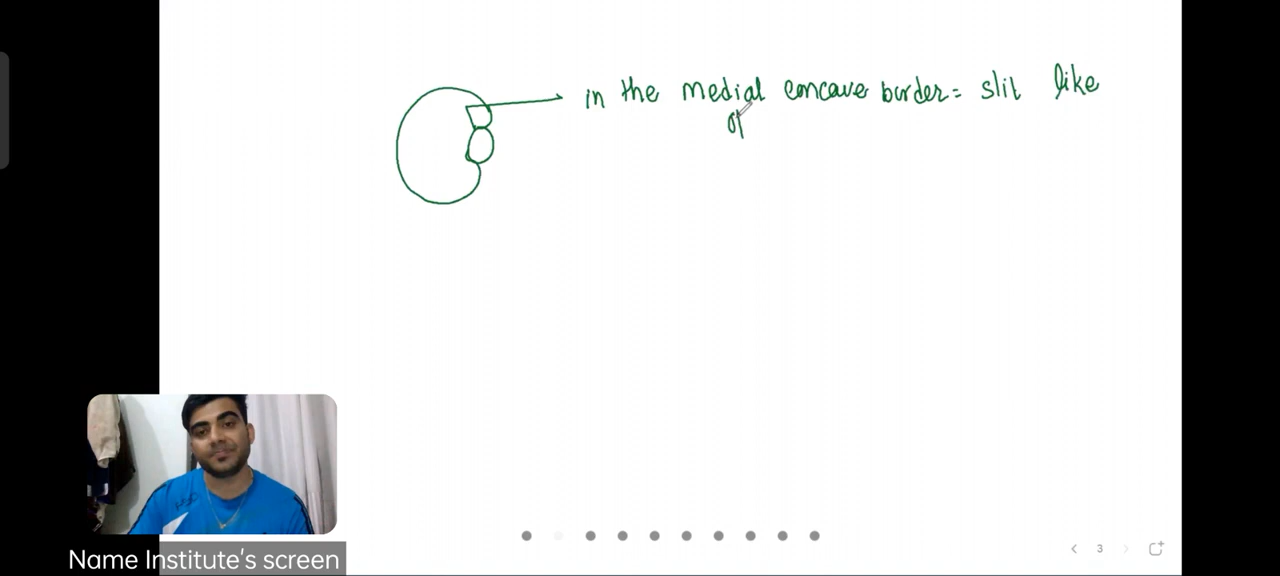 in the medial concave border = slit like
of
3
Name Institute's screen